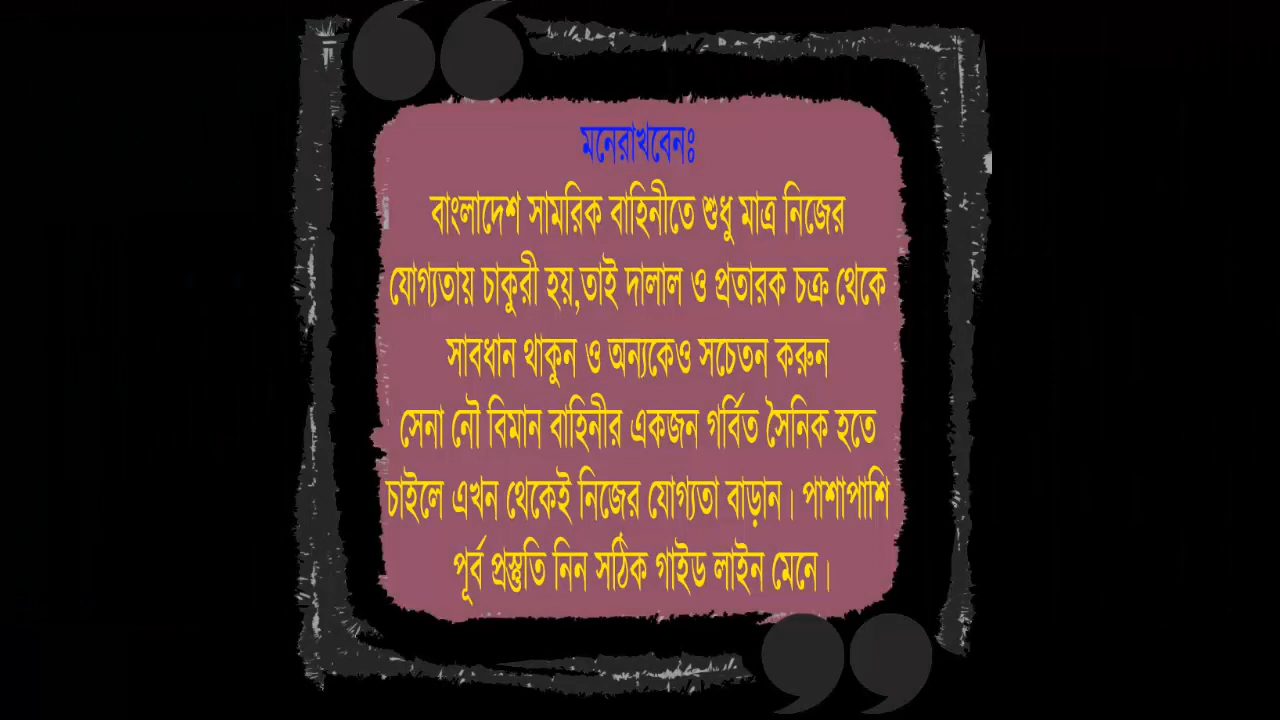 মনেরাখবেনঃ
বাংলাদেশ সামরিক বাহিনীতে শুধু মাত্র নিজের
যোগ্যতায় চাকুরী হয়,তাই দালাল ও প্রতারক চক্র থেকে
সাবধান থাকুন ও অন্যকেও সচেতন করুন
সেনা নৌ বিমান বাহিনীর একজন গর্বিত সৈনিক হতে
চাইলে এখন থেকেই নিজের যোগ্যতা বাড়ান। পাশাপাশি
পূর্ব প্রস্তুতি নিন সঠিক গাইড লাইন মেনে।